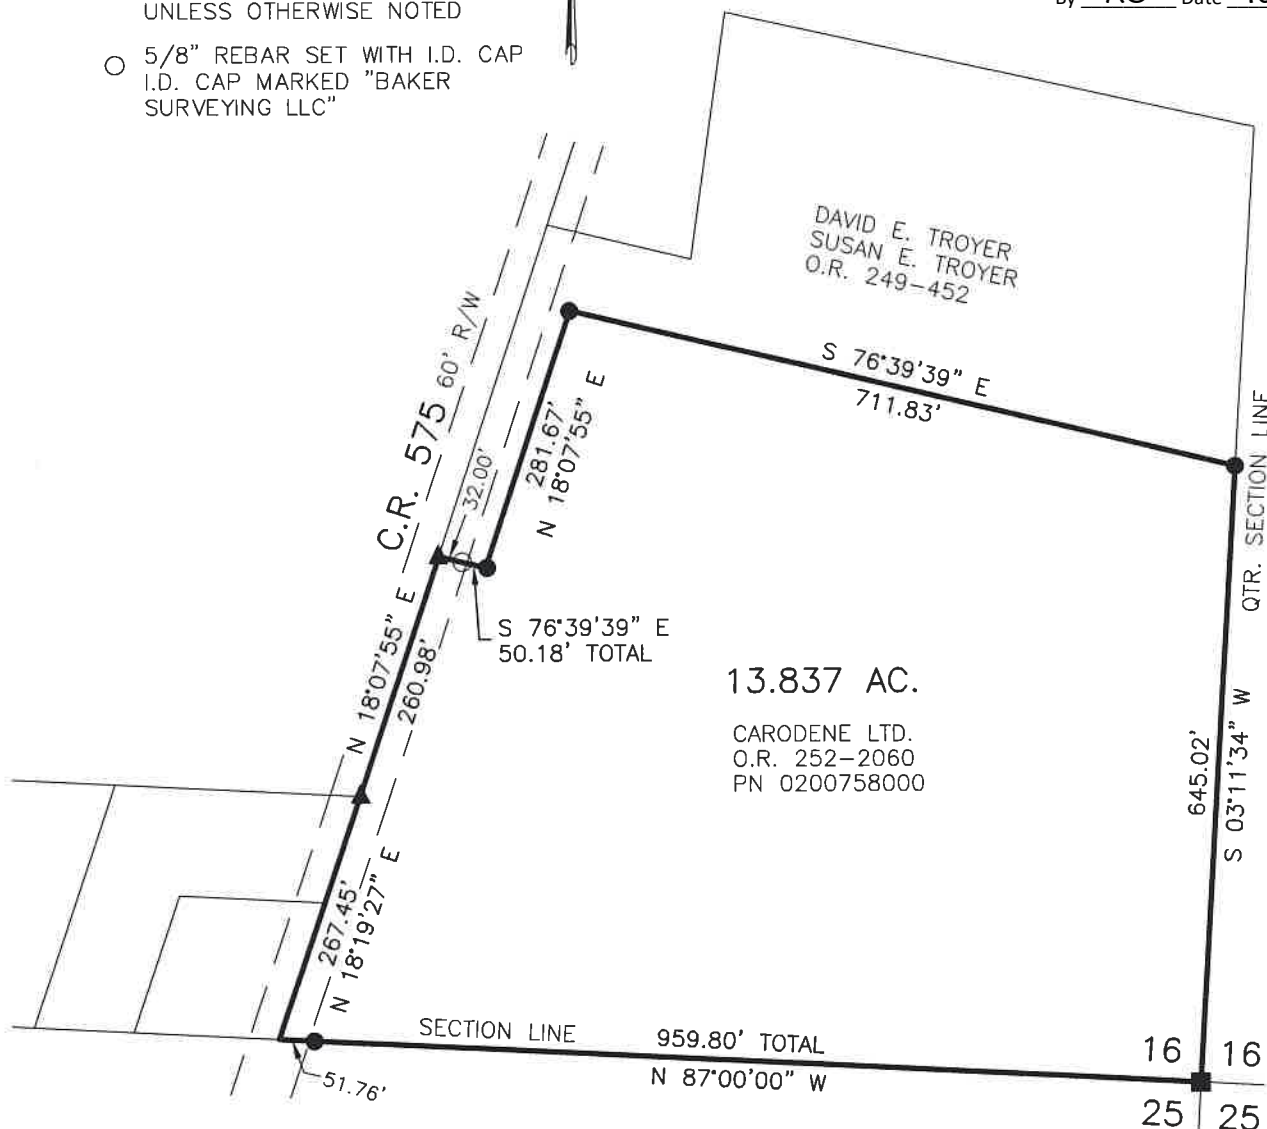 UNLESS OTHERWISE NOTED
5/8" REBAR SET WITH I.D. CAP
I.D. CAP MARKED "BAKER
SURVEYING LLC"
By Date
DAVID E. TROYER
SUSAN E. TROYER
O.R. 249-452
C.R. 575 60' R/W
S 76°39'39" E
711.83'
281.67'
N 18°07'55" E
32.00'
QTR. SECTION LINE
S 76°39'39" E
50.18' TOTAL
N 18°07'55" E
260.98'
13.837 AC.
CARODENE LTD.
O.R. 252-2060
PN 0200758000
645.02'
S 03°11'34" W
267.45'
N 18°19'27" E
SECTION LINE 959.80' TOTAL
N 87°00'00" W
51.76'
16 16
25 25